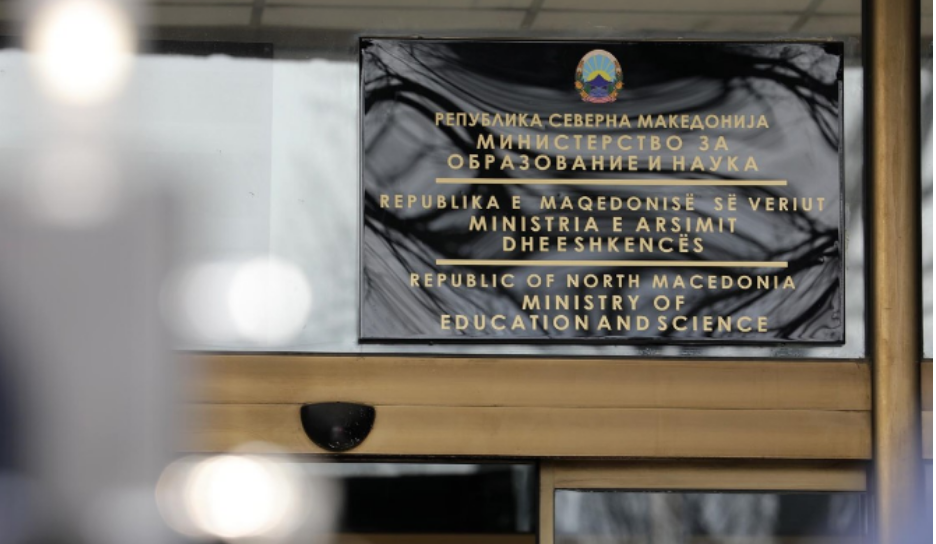 РЕПУБЛИКА СЕВЕРНА МАКЕДОНИЈА
МИНИСТЕРСТВО ЗА
ОБРАЗОВАНИЕ И НАУКА
REPUBLIKA E MAQEDONISË SË VERIUT
MINISTRIA E ARSIMIT
DHE E SHKENCËS
REPUBLIC OF NORTH MACEDONIA
MINISTRY OF
EDUCATION AND SCIENCE